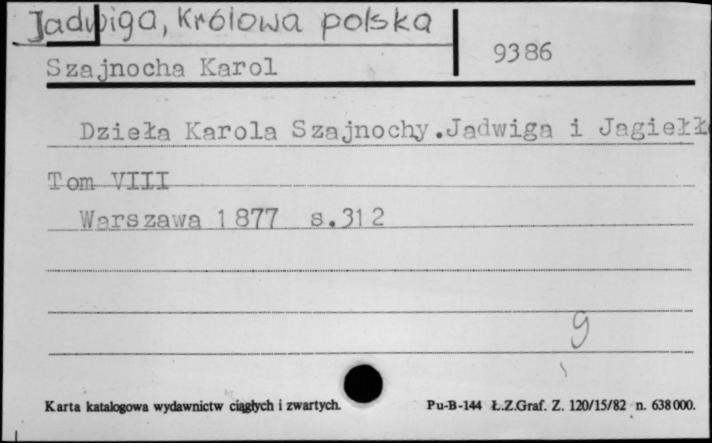 Jadwiga, Królowa polska
9386
Szajnocha Karol
Dzieła Karola Szajnochy.Jadwiga i Jagiełł
Tom VIII
Warszawa 1877 s.312
9
Karta katalogowa wydawnictw ciągłych i zwartych.
Pu-B-144 Ł.Z.Graf. Z. 120/15/82 n. 638000.